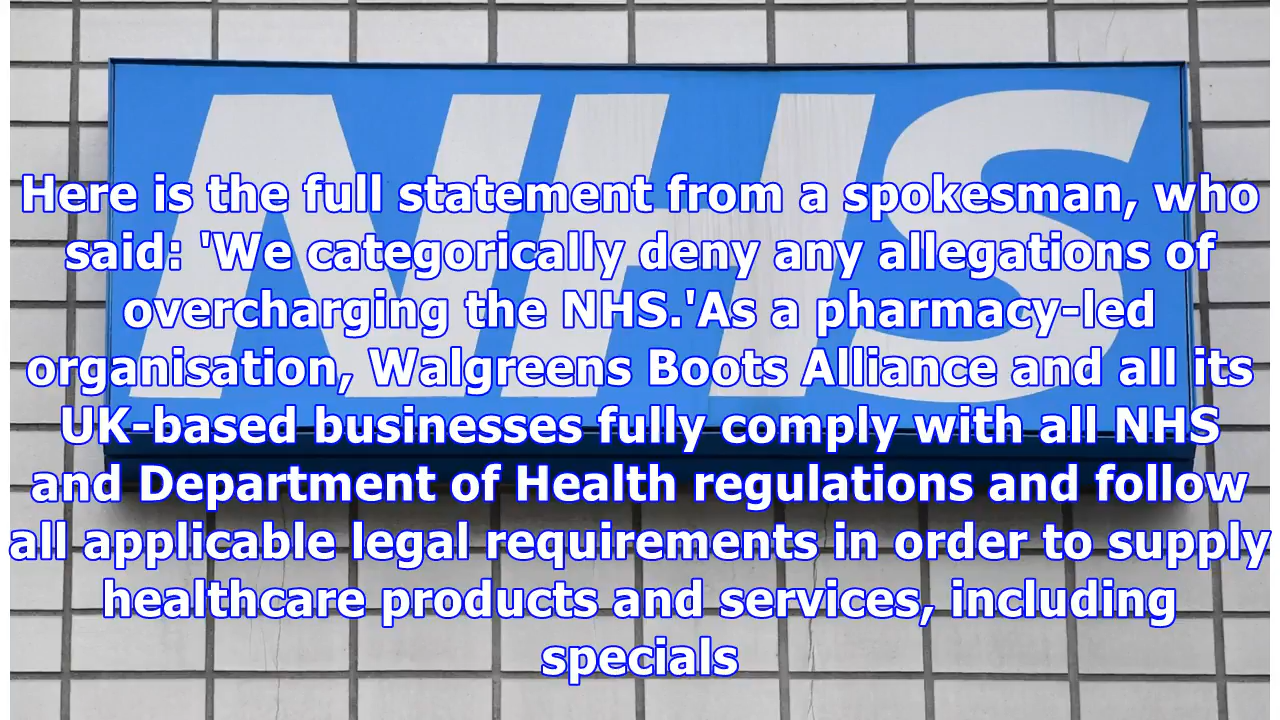 NHS
Here is the full statement from a spokesman, who
said: 'We categorically deny any allegations of
overcharging the NHS.'As a pharmacy-led
organisation, Walgreens Boots Alliance and all its
UK-based businesses fully comply with all NHS
and Department of Health regulations and follow
all applicable legal requirements in order to supply
healthcare products and services, including
specials